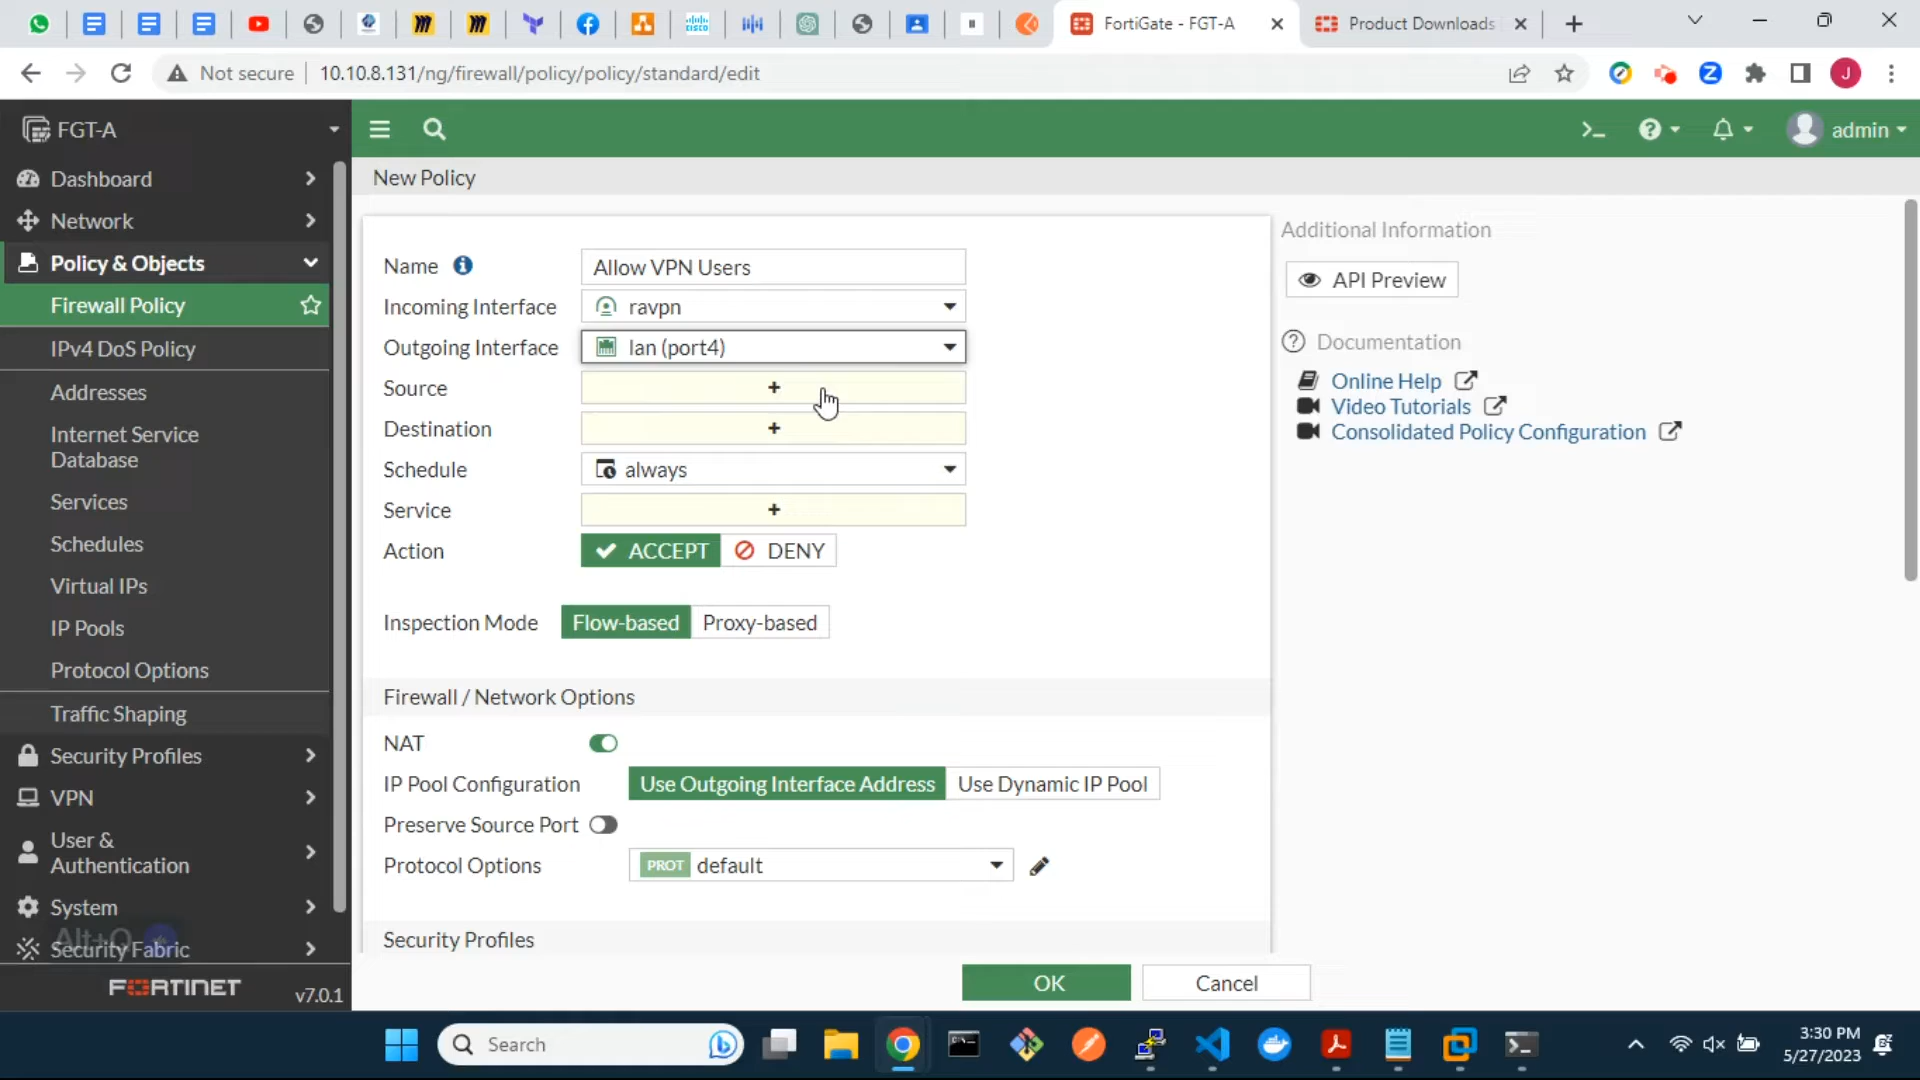 FortiGate - FGT-A
Product Downloads
Not secure
10.10.8.131/ng/firewall/policy/policy/standard/edit
J
FGT-A
admin
Dashboard
Network
Policy & Objects
Firewall Policy
IPv4 DoS Policy
Addresses
Internet Service
Database
Services
Schedules
Virtual IPs
IP Pools
Protocol Options
Traffic Shaping
Security Profiles
VPN
User &
Authentication
System
Alt+Q
Security Fabric
FORTINET
v7.0.1
New Policy
Name
Allow VPN Users
Incoming Interface
ravpn
Outgoing Interface
lan (port4)
Source
+
Destination
+
Schedule
always
Service
+
Action
ACCEPT
DENY
Inspection Mode
Flow-based
Proxy-based
Firewall / Network Options
NAT
IP Pool Configuration
Use Outgoing Interface Address
Use Dynamic IP Pool
Preserve Source Port
Protocol Options
PROT default
Security Profiles
OK
Cancel
Additional Information
API Preview
Documentation
Online Help
Video Tutorials
Consolidated Policy Configuration
Search
3:30 PM
5/27/2023